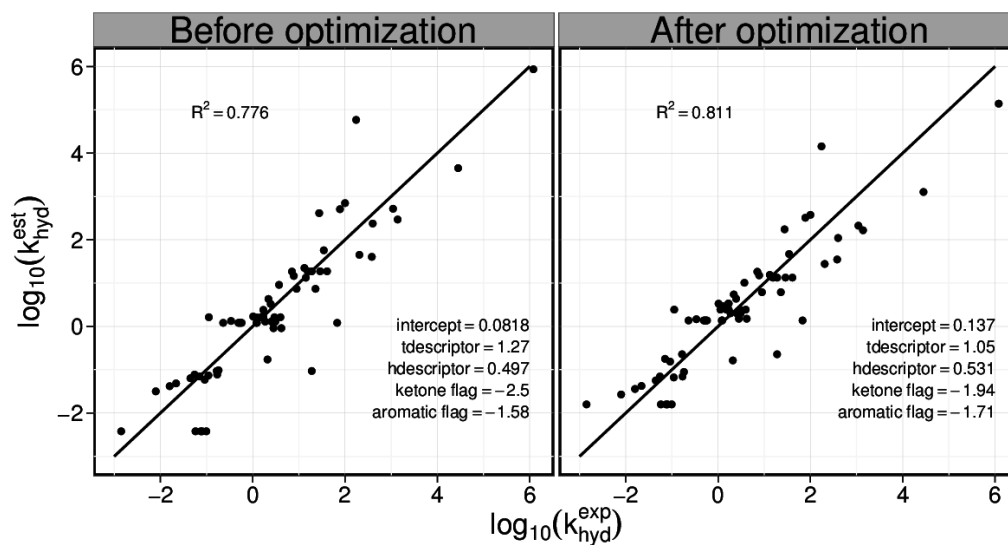 Before optimization
After optimization
R² = 0.776
R² = 0.811
log₁₀(k_hyd^est)
6
4
2
0
−2
intercept = 0.0818
tdescriptor = 1.27
hdescriptor = 0.497
ketone flag = −2.5
aromatic flag = −1.58
intercept = 0.137
tdescriptor = 1.05
hdescriptor = 0.531
ketone flag = −1.94
aromatic flag = −1.71
−2 0 2 4 6
−2 0 2 4 6
log₁₀(k_hyd^exp)